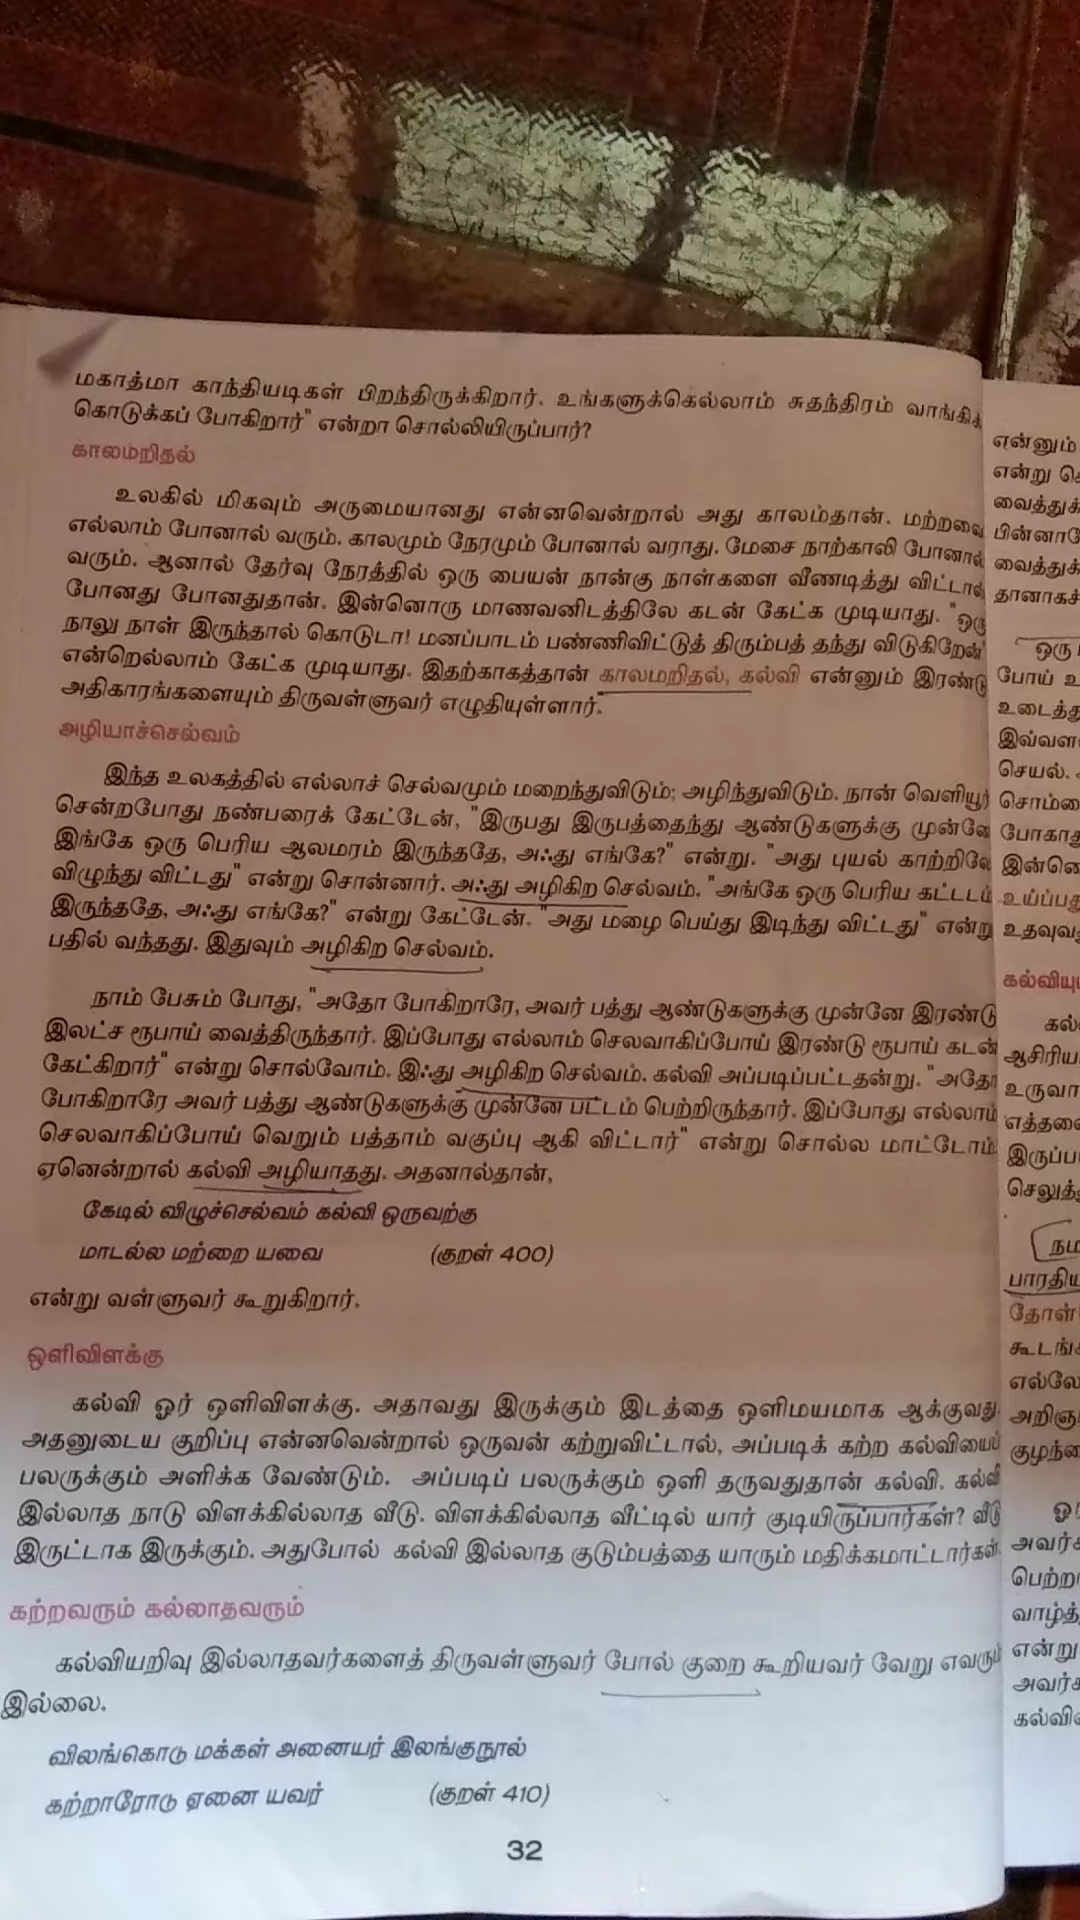 மகாத்மா காந்தியடிகள் பிறந்திருக்கிறார். உங்களுக்கெல்லாம் சுதந்திரம் வாங்கிக்
கொடுக்கப் போகிறார்" என்றா சொல்லியிருப்பார்?
காலமறிதல்
உலகில் மிகவும் அருமையானது என்னவென்றால் அது காலம்தான். மற்றவை
எல்லாம் போனால் வரும். காலமும் நேரமும் போனால் வராது. மேசை நாற்காலி போனால்
வரும். ஆனால் தேர்வு நேரத்தில் ஒரு பையன் நான்கு நாள்களை வீணடித்து விட்டால்
போனது போனதுதான். இன்னொரு மாணவனிடத்திலே கடன் கேட்க முடியாது. "ஒரு
நாலு நாள் இருந்தால் கொடுடா! மனப்பாடம் பண்ணிவிட்டுத் திரும்பத் தந்து விடுகிறேன்"
என்றெல்லாம் கேட்க முடியாது. இதற்காகத்தான் காலமறிதல், கல்வி என்னும் இரண்டு
அதிகாரங்களையும் திருவள்ளுவர் எழுதியுள்ளார்.
அழியாச்செல்வம்
இந்த உலகத்தில் எல்லாச் செல்வமும் மறைந்துவிடும்; அழிந்துவிடும். நான் வெளியூர்
சென்றபோது நண்பரைக் கேட்டேன், "இருபது இருபத்தைந்து ஆண்டுகளுக்கு முன்னே
இங்கே ஒரு பெரிய ஆலமரம் இருந்ததே, அஃது எங்கே?" என்று. "அது புயல் காற்றிலே
விழுந்து விட்டது" என்று சொன்னார். அஃது அழிகிற செல்வம். "அங்கே ஒரு பெரிய கட்டடம்
இருந்ததே, அஃது எங்கே?" என்று கேட்டேன். "அது மழை பெய்து இடிந்து விட்டது" என்று
பதில் வந்தது. இதுவும் அழிகிற செல்வம்.
நாம் பேசும் போது, "அதோ போகிறாரே, அவர் பத்து ஆண்டுகளுக்கு முன்னே இரண்டு
இலட்ச ரூபாய் வைத்திருந்தார். இப்போது எல்லாம் செலவாகிப்போய் இரண்டு ரூபாய் கடன்
கேட்கிறார்" என்று சொல்வோம். இஃது அழிகிற செல்வம். கல்வி அப்படிப்பட்டதன்று. "அதோ
போகிறாரே அவர் பத்து ஆண்டுகளுக்கு முன்னே பட்டம் பெற்றிருந்தார். இப்போது எல்லாம்
செலவாகிப்போய் வெறும் பத்தாம் வகுப்பு ஆகி விட்டார்" என்று சொல்ல மாட்டோம்.
ஏனென்றால் கல்வி அழியாதது. அதனால்தான்,
கேடில் விழுச்செல்வம் கல்வி ஒருவற்கு
மாடல்ல மற்றை யவை (குறள் 400)
என்று வள்ளுவர் கூறுகிறார்.
ஒளிவிளக்கு
கல்வி ஓர் ஒளிவிளக்கு. அதாவது இருக்கும் இடத்தை ஒளிமயமாக ஆக்குவது.
அதனுடைய குறிப்பு என்னவென்றால் ஒருவன் கற்றுவிட்டால், அப்படிக் கற்ற கல்வியைப்
பலருக்கும் அளிக்க வேண்டும். அப்படிப் பலருக்கும் ஒளி தருவதுதான் கல்வி. கல்வி
இல்லாத நாடு விளக்கில்லாத வீடு. விளக்கில்லாத வீட்டில் யார் குடியிருப்பார்கள்? வீடு
இருட்டாக இருக்கும். அதுபோல் கல்வி இல்லாத குடும்பத்தை யாரும் மதிக்கமாட்டார்கள்.
கற்றவரும் கல்லாதவரும்
கல்வியறிவு இல்லாதவர்களைத் திருவள்ளுவர் போல் குறை கூறியவர் வேறு எவரும்
இல்லை.
விலங்கொடு மக்கள் அனையர் இலங்குநூல்
கற்றாரோடு ஏனை யவர் (குறள் 410)
32
என்னும்
என்று
வைத்துக்
வைத்துக்
தானாகச்
ஒரு
போய்
செயல்.
உய்ப்பது
எத்தனை
தோள்
பெற்ற
என்று